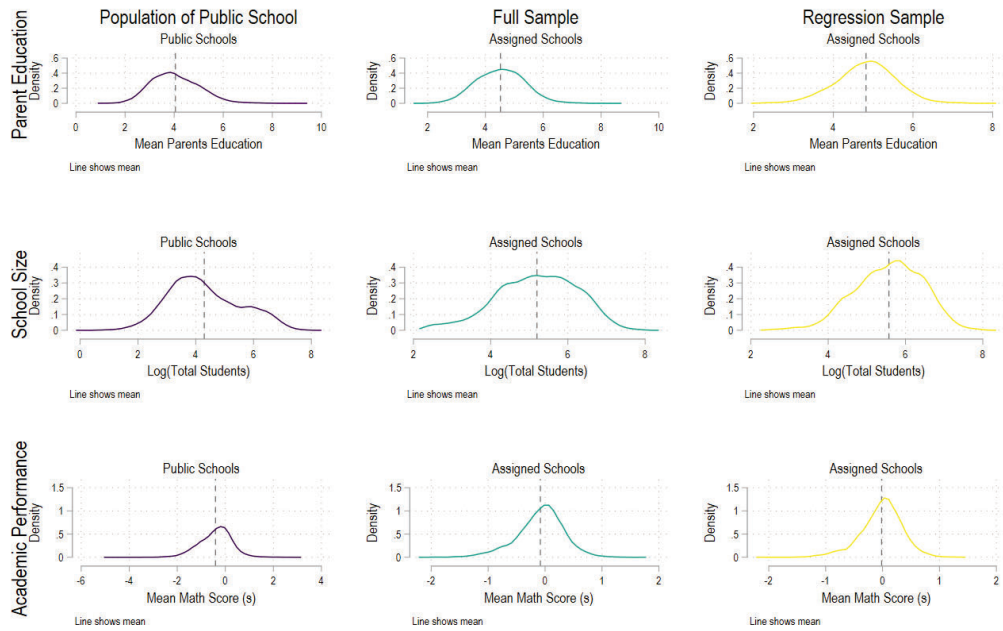 Population of Public School
Full Sample
Regression Sample
Parent Education
Public Schools
Density
.6
.4
.2
0
0 2 4 6 8 10
Mean Parents Education
Line shows mean
Assigned Schools
Density
.6
.4
.2
0
2 4 6 8 10
Mean Parents Education
Line shows mean
Assigned Schools
Density
.6
.4
.2
0
2 4 6 8
Mean Parents Education
Line shows mean
School Size
Public Schools
Density
.4
.3
.2
.1
0
0 2 4 6 8
Log(Total Students)
Line shows mean
Assigned Schools
Density
.4
.3
.2
.1
0
2 4 6 8
Log(Total Students)
Line shows mean
Assigned Schools
Density
.4
.3
.2
.1
0
2 4 6 8
Log(Total Students)
Line shows mean
Academic Performance
Public Schools
Density
1.5
1
.5
0
-6 -4 -2 0 2 4
Mean Math Score (s)
Line shows mean
Assigned Schools
Density
1.5
1
.5
0
-2 -1 0 1 2
Mean Math Score (s)
Line shows mean
Assigned Schools
Density
1.5
1
.5
0
-2 -1 0 1 2
Mean Math Score (s)
Line shows mean